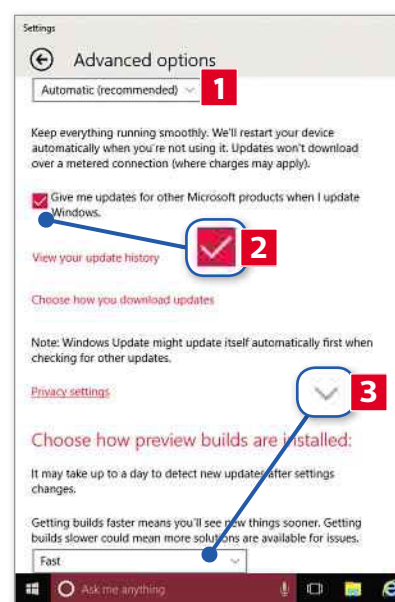 Settings
Advanced options
Automatic (recommended)
1
Keep everything running smoothly. We'll restart your device
automatically when you're not using it. Updates won't download
over a metered connection (where charges may apply).
Give me updates for other Microsoft products when I update
Windows.
2
View your update history
Choose how you download updates
Note: Windows Update might update itself automatically first when
checking for other updates.
Privacy settings
3
Choose how preview builds are installed:
It may take up to a day to detect new updates after settings
changes.
Getting builds faster means you'll see new things sooner. Getting
builds slower could mean more solutions are available for issues.
Fast
Ask me anything